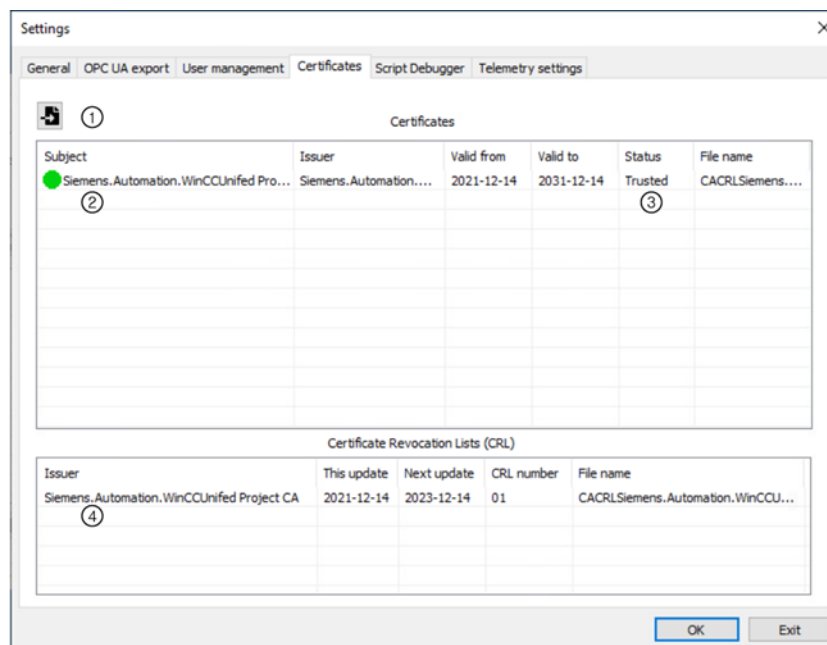 Settings
General OPC UA export User management Certificates Script Debugger Telemetry settings
①
Certificates
Subject Issuer Valid from Valid to Status File name
Siemens.Automation.WinCCUnifed Pro... Siemens.Automation.... 2021-12-14 2031-12-14 Trusted CACRLSiemens....
② ③
Certificate Revocation Lists (CRL)
Issuer This update Next update CRL number File name
Siemens.Automation.WinCCUnifed Project CA 2021-12-14 2023-12-14 01 CACRLSiemens.Automation.WinCCU...
④
OK Exit